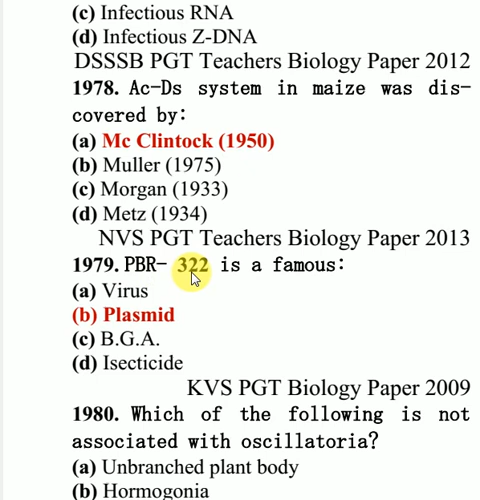 (c) Infectious RNA
(d) Infectious Z-DNA
DSSSB PGT Teachers Biology Paper 2012
1978. Ac-Ds system in maize was dis-
covered by:
(a) Mc Clintock (1950)
(b) Muller (1975)
(c) Morgan (1933)
(d) Metz (1934)
NVS PGT Teachers Biology Paper 2013
1979. PBR- 322 is a famous:
(a) Virus
(b) Plasmid
(c) B.G.A.
(d) Isecticide
KVS PGT Biology Paper 2009
1980. Which of the following is not
associated with oscillatoria?
(a) Unbranched plant body
(b) Hormogonia